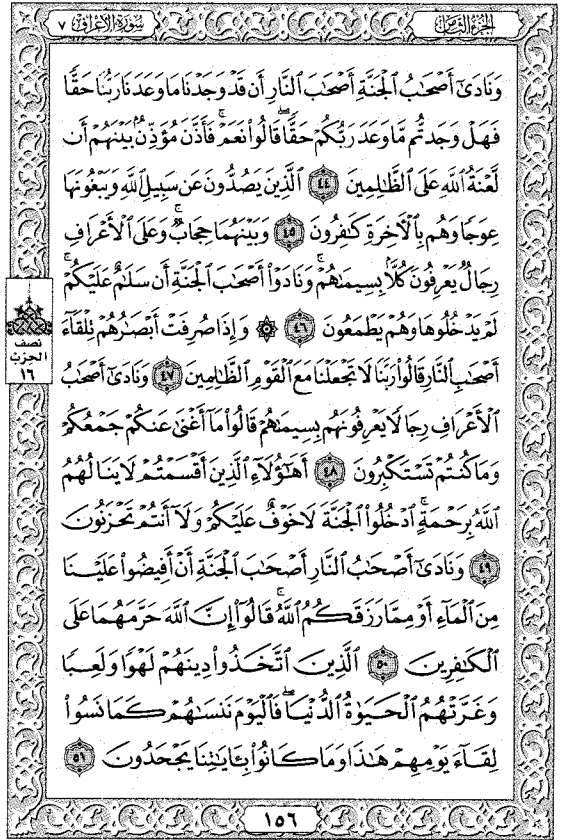 الجزء الثامن
سورة الأعراف ٧
وَنَادَىٰٓ أَصْحَٰبُ ٱلْجَنَّةِ أَصْحَٰبَ ٱلنَّارِ أَن قَدْ وَجَدْنَا مَا وَعَدَنَا رَبُّنَا حَقًّا
فَهَلْ وَجَدتُّم مَّا وَعَدَ رَبُّكُمْ حَقًّا ۖ قَالُوا۟ نَعَمْ ۚ فَأَذَّنَ مُؤَذِّنٌۢ بَيْنَهُمْ أَن
لَّعْنَةُ ٱللَّهِ عَلَى ٱلظَّٰلِمِينَ ٤٤ ٱلَّذِينَ يَصُدُّونَ عَن سَبِيلِ ٱللَّهِ وَيَبْغُونَهَا
عِوَجًا وَهُم بِٱلْءَاخِرَةِ كَٰفِرُونَ ٤٥ وَبَيْنَهُمَا حِجَابٌ ۚ وَعَلَى ٱلْأَعْرَافِ
رِجَالٌ يَعْرِفُونَ كُلًّۢا بِسِيمَىٰهُمْ ۚ وَنَادَوْا۟ أَصْحَٰبَ ٱلْجَنَّةِ أَن سَلَٰمٌ عَلَيْكُمْ ۚ
لَمْ يَدْخُلُوهَا وَهُمْ يَطْمَعُونَ ٤٦ ۞ وَإِذَا صُرِفَتْ أَبْصَٰرُهُمْ تِلْقَآءَ
أَصْحَٰبِ ٱلنَّارِ قَالُوا۟ رَبَّنَا لَا تَجْعَلْنَا مَعَ ٱلْقَوْمِ ٱلظَّٰلِمِينَ ٤٧ وَنَادَىٰٓ أَصْحَٰبُ
ٱلْأَعْرَافِ رِجَالًا يَعْرِفُونَهُم بِسِيمَىٰهُمْ قَالُوا۟ مَآ أَغْنَىٰ عَنكُمْ جَمْعُكُمْ
وَمَا كُنتُمْ تَسْتَكْبِرُونَ ٤٨ أَهَٰٓؤُلَآءِ ٱلَّذِينَ أَقْسَمْتُمْ لَا يَنَالُهُمُ
ٱللَّهُ بِرَحْمَةٍ ۚ ٱدْخُلُوا۟ ٱلْجَنَّةَ لَا خَوْفٌ عَلَيْكُمْ وَلَآ أَنتُمْ تَحْزَنُونَ
٤٩ وَنَادَىٰٓ أَصْحَٰبُ ٱلنَّارِ أَصْحَٰبَ ٱلْجَنَّةِ أَنْ أَفِيضُوا۟ عَلَيْنَا
مِنَ ٱلْمَآءِ أَوْ مِمَّا رَزَقَكُمُ ٱللَّهُ ۚ قَالُوٓا۟ إِنَّ ٱللَّهَ حَرَّمَهُمَا عَلَى
ٱلْكَٰفِرِينَ ٥٠ ٱلَّذِينَ ٱتَّخَذُوا۟ دِينَهُمْ لَهْوًا وَلَعِبًا
وَغَرَّتْهُمُ ٱلْحَيَوٰةُ ٱلدُّنْيَا ۚ فَٱلْيَوْمَ نَنسَىٰهُمْ كَمَا نَسُوا۟
لِقَآءَ يَوْمِهِمْ هَٰذَا وَمَا كَانُوا۟ بِـَٔايَٰتِنَا يَجْحَدُونَ ٥١
نصف
الحزب
١٦
١٥٦